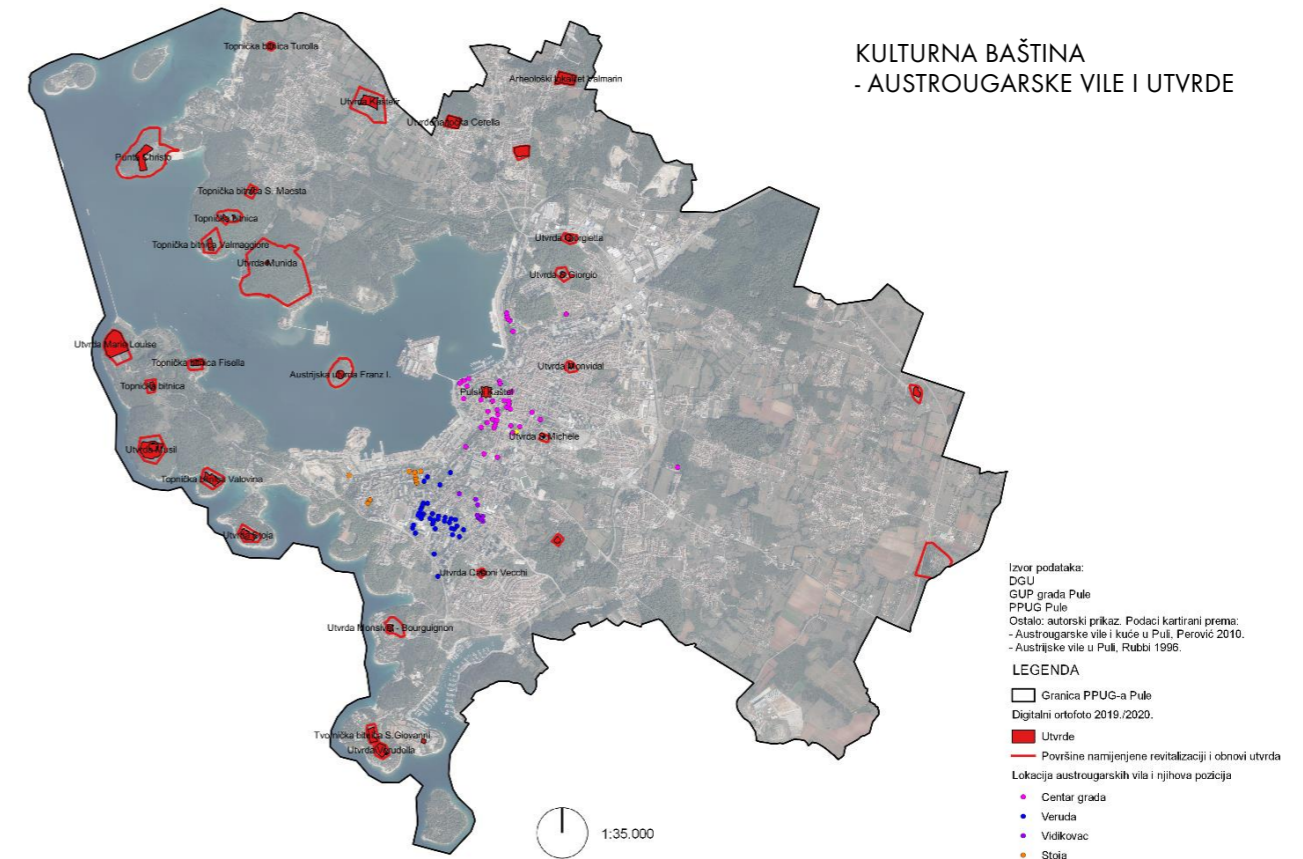 KULTURNA BAŠTINA
- AUSTROUGARSKE VILE I UTVRDE
Topnička bitnica Turolla
Arheološki lokalitet Valmarin
Utvrda Kaštelir
Utvrđena točka Cetella
Punta Christo
Topnička bitnica S. Maesta
Topnička bitnica
Topnička bitnica Valmaggiore
Utvrda Munida
Utvrda Giorgietta
Utvrda S Giorgio
Utvrda Marie Louise
Topnička bitnica Fisella
Topnička bitnica
Austrijska utvrda Franz I.
Utvrda Monvidal
Pulski Kaštel
Utvrda S Michele
Utvrda Musil
Topnička bitnica Valovina
Utvrda Stoja
Utvrda Casoni Vecchi
Utvrda Monsival - Bourguignon
bitnica S.Giovanni
Utvrda Verudella
1:35.000
Izvor podataka:
DGU
GUP grada Pule
PPUG Pule
Ostalo: autorski prikaz. Podaci kartirani prema:
- Austrougarske vile i kuće u Puli, Perović 2010.
- Austrijske vile u Puli, Rubbi 1996.
LEGENDA
Granica PPUG-a Pule
Digitalni ortofoto 2019./2020.
Utvrde
Površine namijenjene revitalizaciji i obnovi utvrda
Lokacija austrougarskih vila i njihova pozicija
Centar grada
Veruda
Vidikovac
Stoja